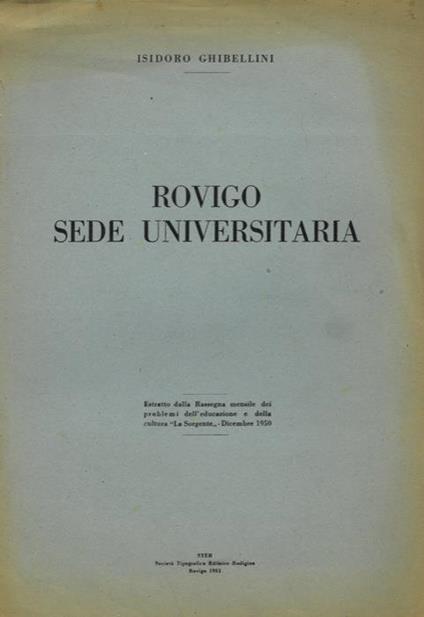 ISIDORO GHIBELLINI
ROVIGO
SEDE UNIVERSITARIA
Estratto dalla Rassegna mensile dei
problemi dell'educazione e della
cultura "La Sorgente„ - Dicembre 1950
STER
Società Tipografica Editrice Rodigina
Rovigo 1951